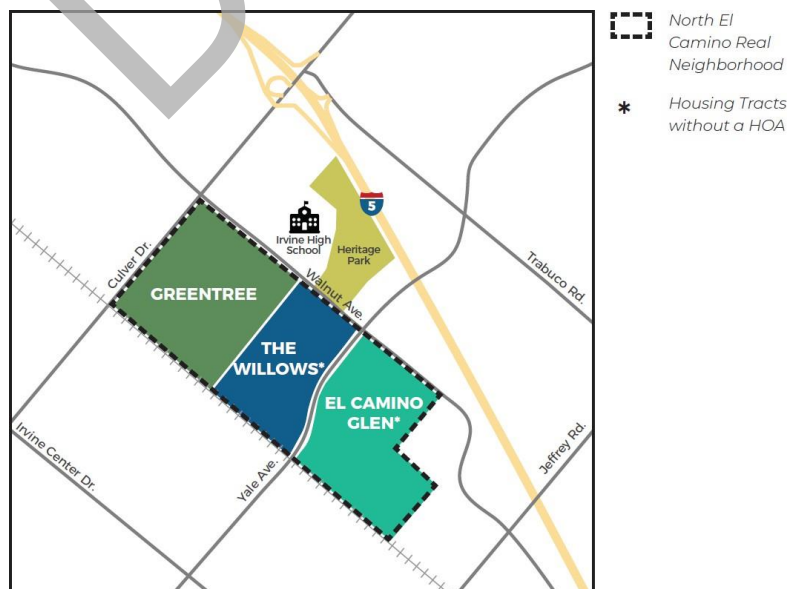 North El
Camino Real
Neighborhood
*
Housing Tracts
without a HOA
5
Irvine High
School
Heritage
Park
Culver Dr.
Walnut Ave.
Trabuco Rd.
GREENTREE
THE
WILLOWS*
EL CAMINO
GLEN*
Irvine Center Dr.
Yale Ave.
Jeffrey Rd.